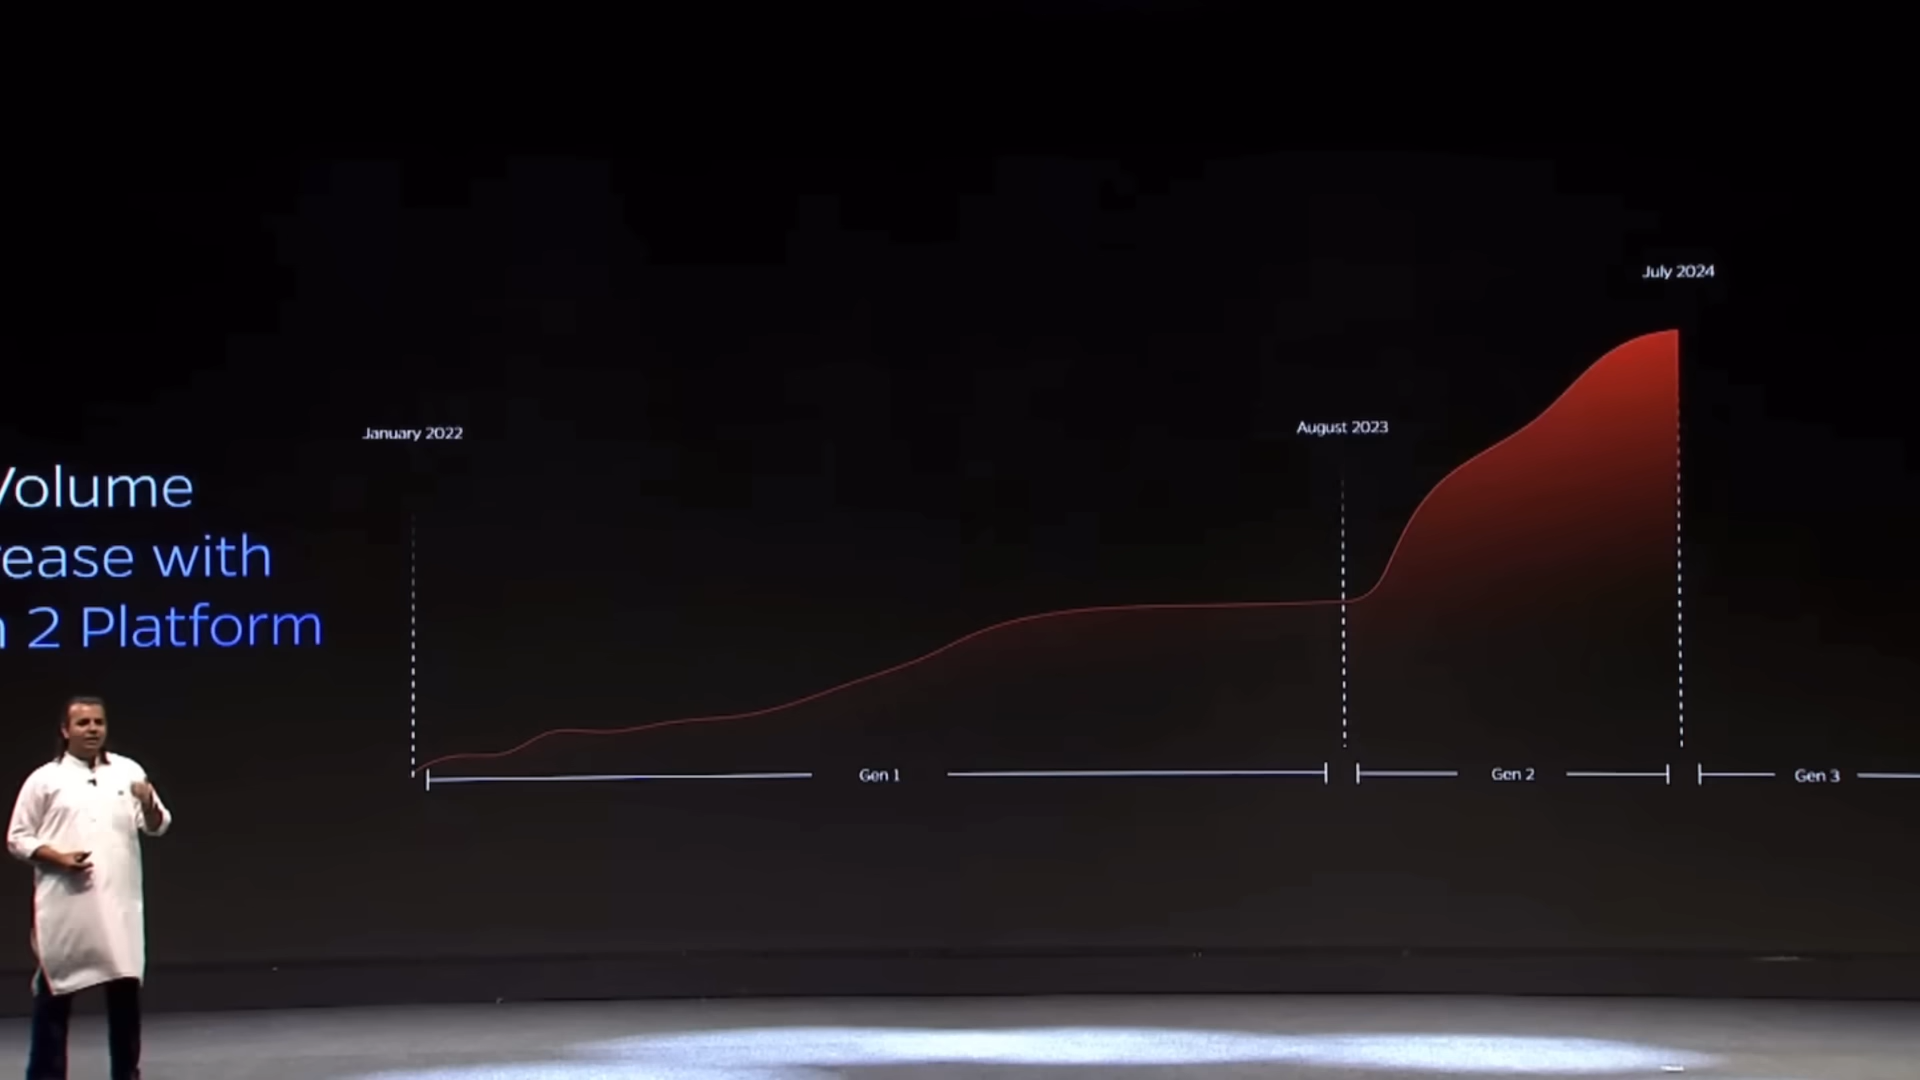 July 2024
January 2022
August 2023
Volume
ease with
2 Platform
Gen 1
Gen 2
Gen 3